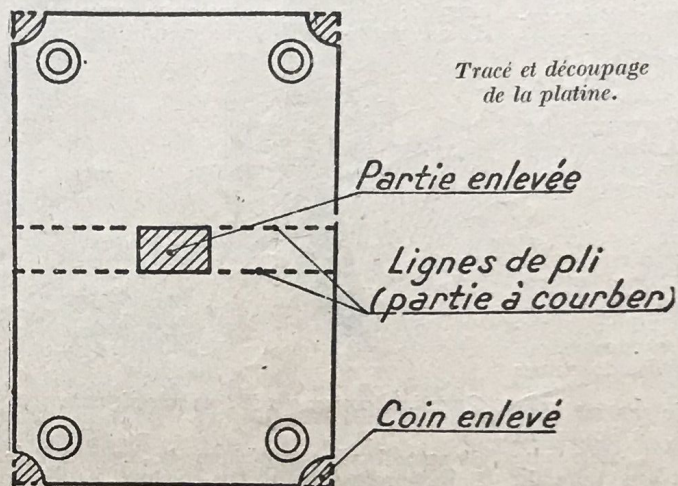 Tracé et découpage
de la platine.
Partie enlevée
Lignes de pli
(partie à courber)
Coin enlevé